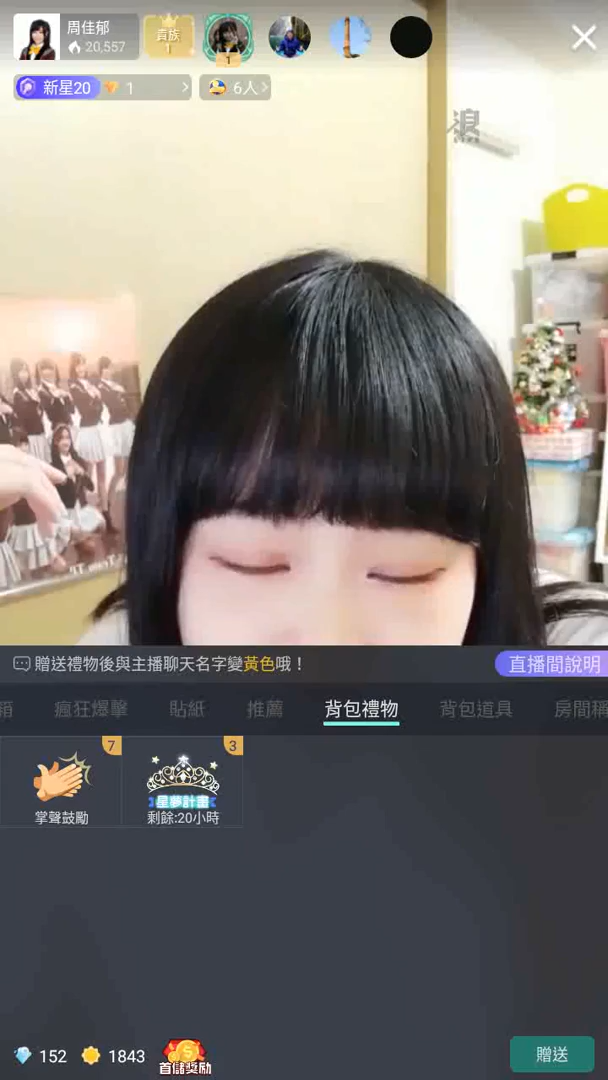 周佳郁
20,557
貴族
1
1
新星20
1
6人
浪
贈送禮物後與主播聊天名字變黃色哦！
直播間說明
瘋狂爆擊
貼紙
推薦
背包禮物
背包道具
房間稱
7
掌聲鼓勵
3
星夢計畫
剩餘:20小時
152
1843
首儲獎勵
贈送